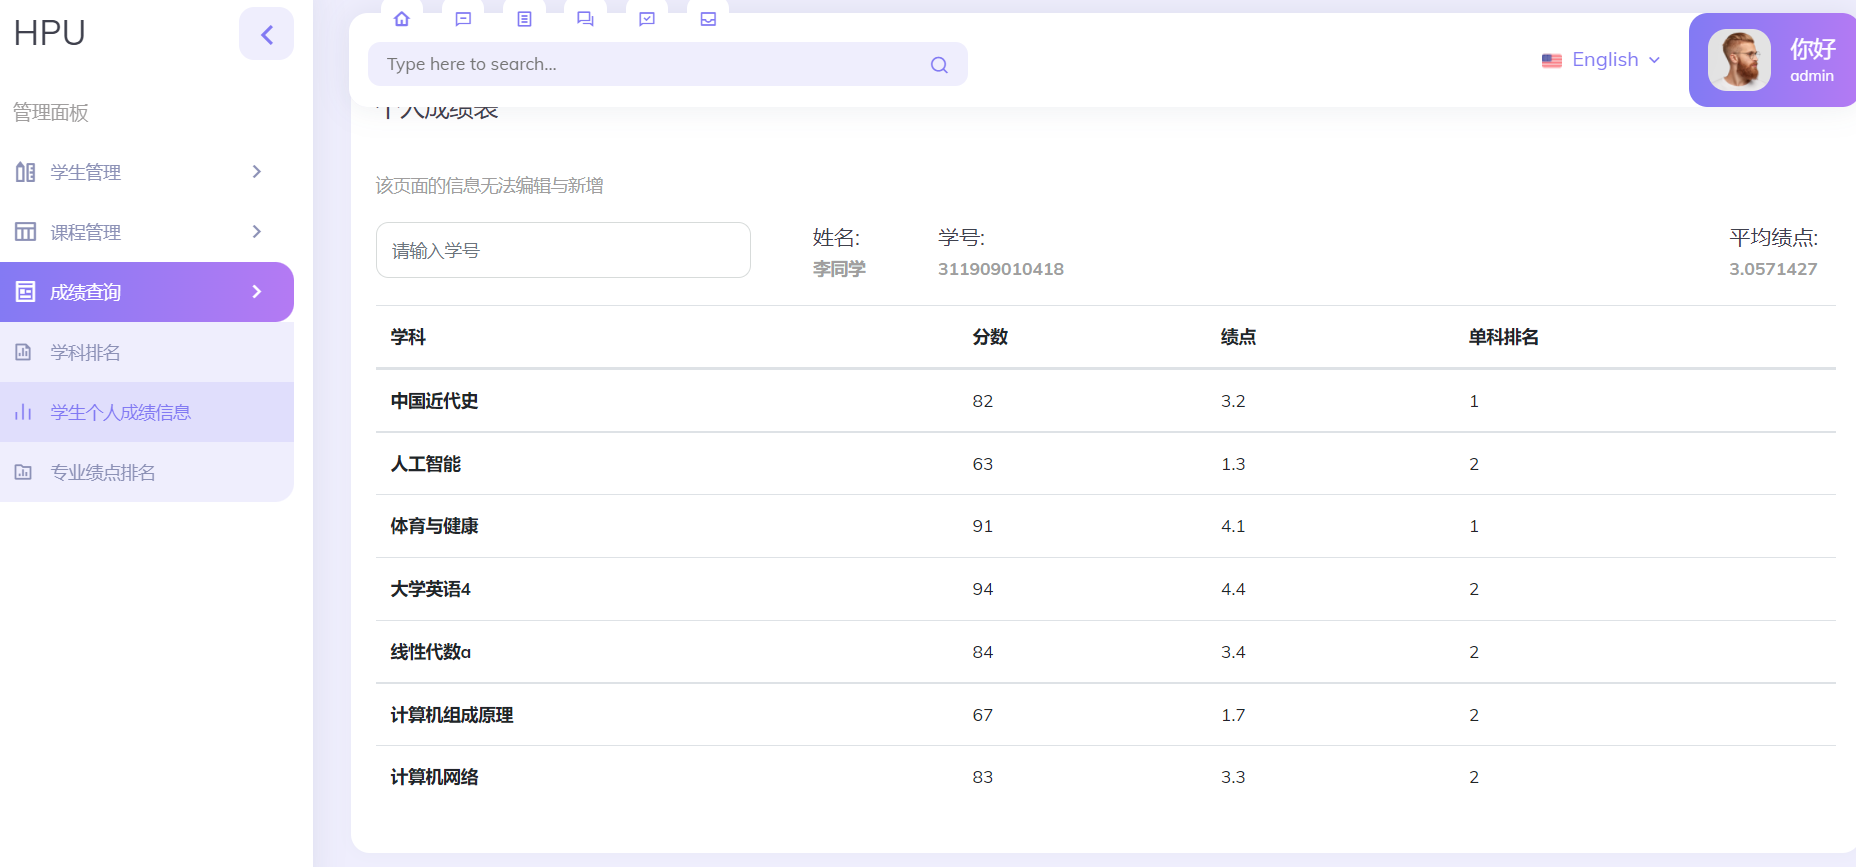 HPU
管理面板
学生管理
课程管理
成绩查询
学科排名
学生个人成绩信息
专业绩点排名
Type here to search...
English
你好
admin
个人成绩表
该页面的信息无法编辑与新增
请输入学号
姓名: 学号: 平均绩点:
李同学 311909010418 3.0571427
学科 分数 绩点 单科排名
中国近代史 82 3.2 1
人工智能 63 1.3 2
体育与健康 91 4.1 1
大学英语4 94 4.4 2
线性代数a 84 3.4 2
计算机组成原理 67 1.7 2
计算机网络 83 3.3 2